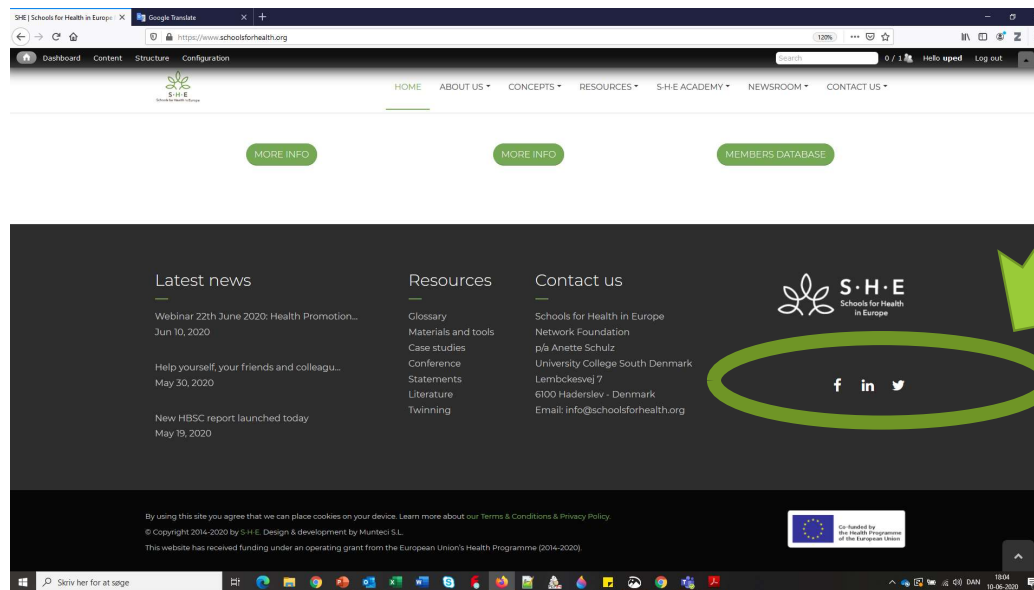 SHE | Schools for Health in Europe
Google Translate
https://www.schoolsforhealth.org
120%
Dashboard Content Structure Configuration
Search
0 / 1
Hello uped Log out
S·H·E
Schools for Health in Europe
HOME ABOUT US CONCEPTS RESOURCES S·H·E ACADEMY NEWSROOM CONTACT US
MORE INFO
MORE INFO
MEMBERS DATABASE
Latest news
Webinar 22th June 2020: Health Promotion...
Jun 10, 2020
Help yourself, your friends and colleagu...
May 30, 2020
New HBSC report launched today
May 19, 2020
Resources
Glossary
Materials and tools
Case studies
Conference
Statements
Literature
Twinning
Contact us
Schools for Health in Europe
Network Foundation
p/a Anette Schulz
University College South Denmark
Lembckesvej 7
6100 Haderslev - Denmark
Email: info@schoolsforhealth.org
S·H·E
Schools for Health
in Europe
f in
By using this site you agree that we can place cookies on your device. Learn more about our Terms & Conditions & Privacy Policy.
© Copyright 2014-2020 by S·H·E. Design & development by Munteci S.L.
This website has received funding under an operating grant from the European Union's Health Programme (2014-2020).
Co-funded by
the Health Programme
of the European Union
Skriv her for at søge
DAN
18:04
10-06-2020